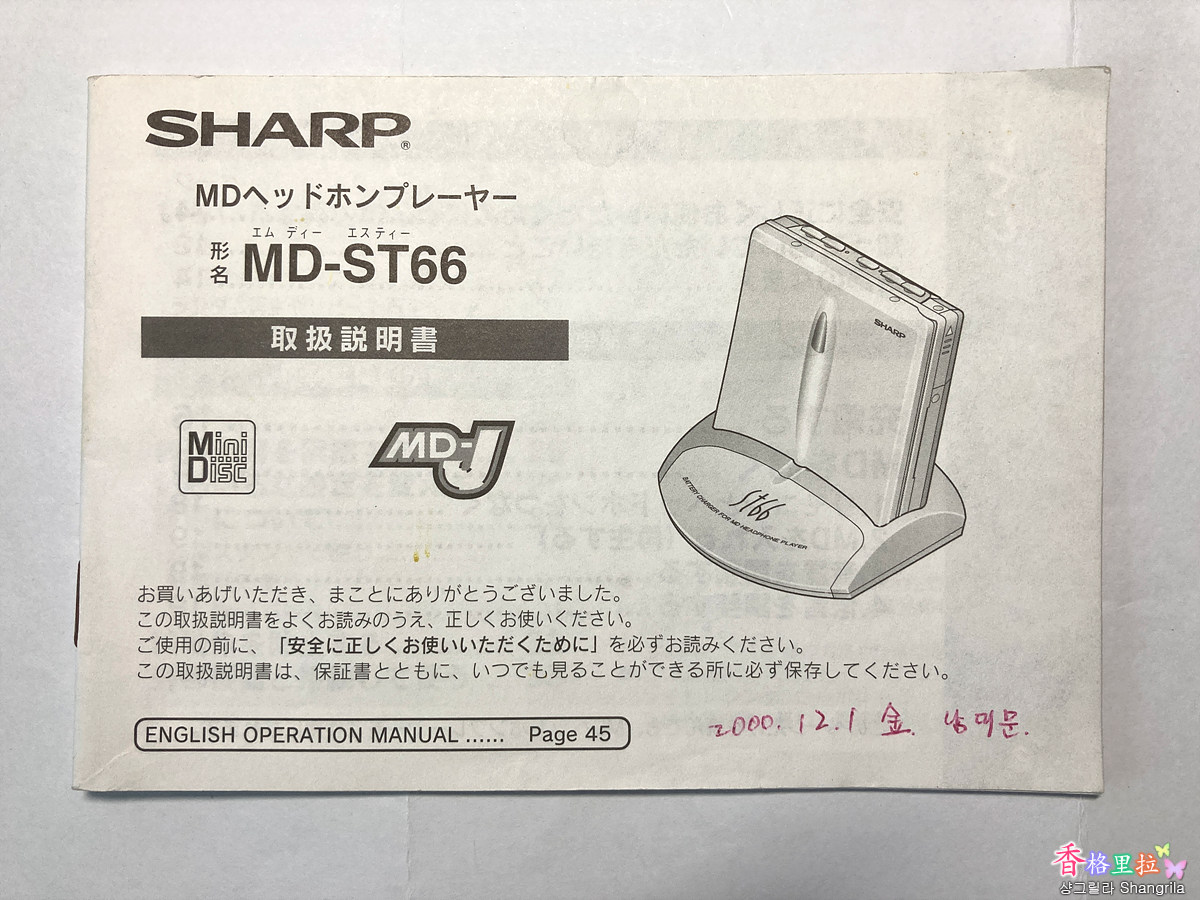 SHARP®
MDヘッドホンプレーヤー
エム ディー エスティー
形名 MD-ST66
取扱説明書
Mini
Disc
MD-J
SHARP
St66
BATTERY CHARGER FOR MD HEADPHONE PLAYER
お買いあげいただき、まことにありがとうございました。
この取扱説明書をよくお読みのうえ、正しくお使いください。
ご使用の前に、「安全に正しくお使いいただくために」を必ずお読みください。
この取扱説明書は、保証書とともに、いつでも見ることができる所に必ず保存してください。
ENGLISH OPERATION MANUAL ...... Page 45
2000.12.1 金. 남대문.
香格里拉
샹그릴라 Shangrila